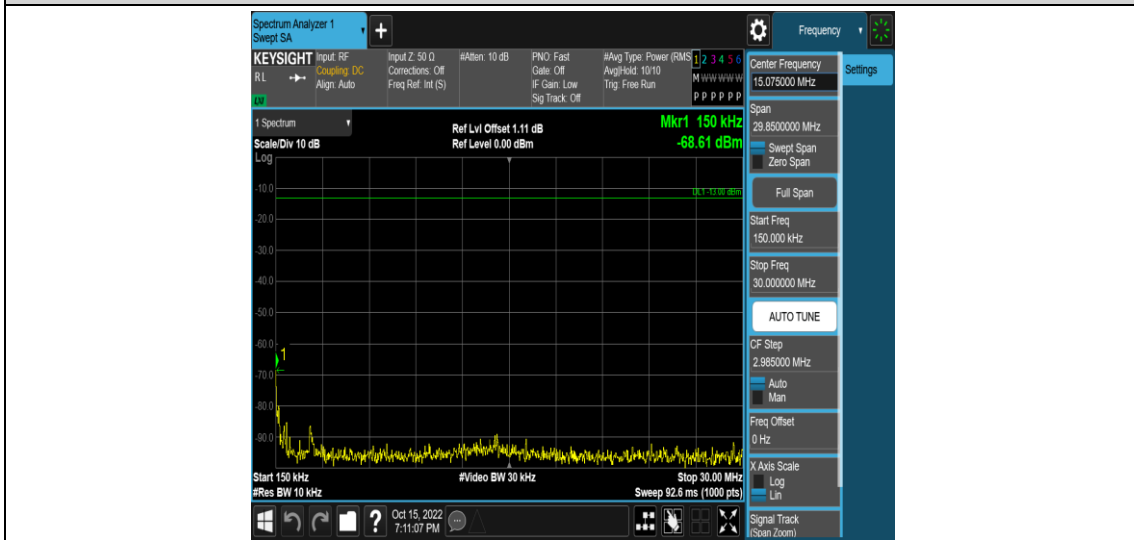 Spectrum Analyzer 1
Swept SA
+
Frequency
KEYSIGHT
RL
LXI
Input: RF
Coupling: DC
Align: Auto
Input Z: 50 Ω
Corrections: Off
Freq Ref: Int (S)
#Atten: 10 dB
PNO: Fast
Gate: Off
IF Gain: Low
Sig Track: Off
#Avg Type: Power (RMS
Avg|Hold: 10/10
Trig: Free Run
1 2 3 4 5 6
M W W W W W
P P P P P P
Center Frequency
15.075000 MHz
Settings
Span
29.8500000 MHz
Swept Span
Zero Span
Full Span
Start Freq
150.000 kHz
Stop Freq
30.000000 MHz
AUTO TUNE
CF Step
2.985000 MHz
Auto
Man
Freq Offset
0 Hz
X Axis Scale
Log
Lin
Signal Track
(Span Zoom)
1 Spectrum
Scale/Div 10 dB
Ref Lvl Offset 1.11 dB
Ref Level 0.00 dBm
Mkr1 150 kHz
-68.61 dBm
Log
DL1 -13.00 dBm
-10.0
-20.0
-30.0
-40.0
-50.0
-60.0
1
-70.0
-80.0
-90.0
Start 150 kHz
#Video BW 30 kHz
Stop 30.00 MHz
#Res BW 10 kHz
Sweep 92.6 ms (1000 pts)
?
Oct 15, 2022
7:11:07 PM